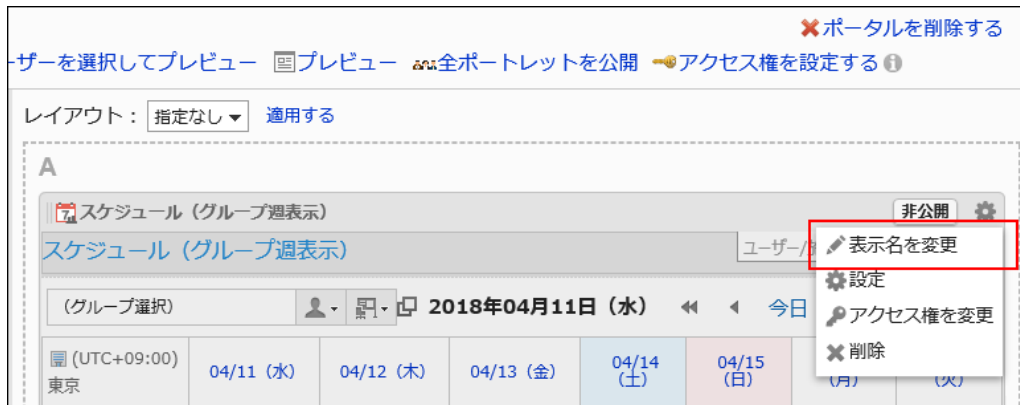 ポータルを削除する
ーザーを選択してプレビュー プレビュー 全ポートレットを公開 アクセス権を設定する
レイアウト： 指定なし 適用する
A
スケジュール（グループ週表示） 非公開
スケジュール（グループ週表示） ユーザー/
表示名を変更
設定
アクセス権を変更
削除
（グループ選択） 2018年04月11日（水） 今日
(UTC+09:00)
東京
04/11（水） 04/12（木） 04/13（金） 04/14（土） 04/15（日） （月） （火）